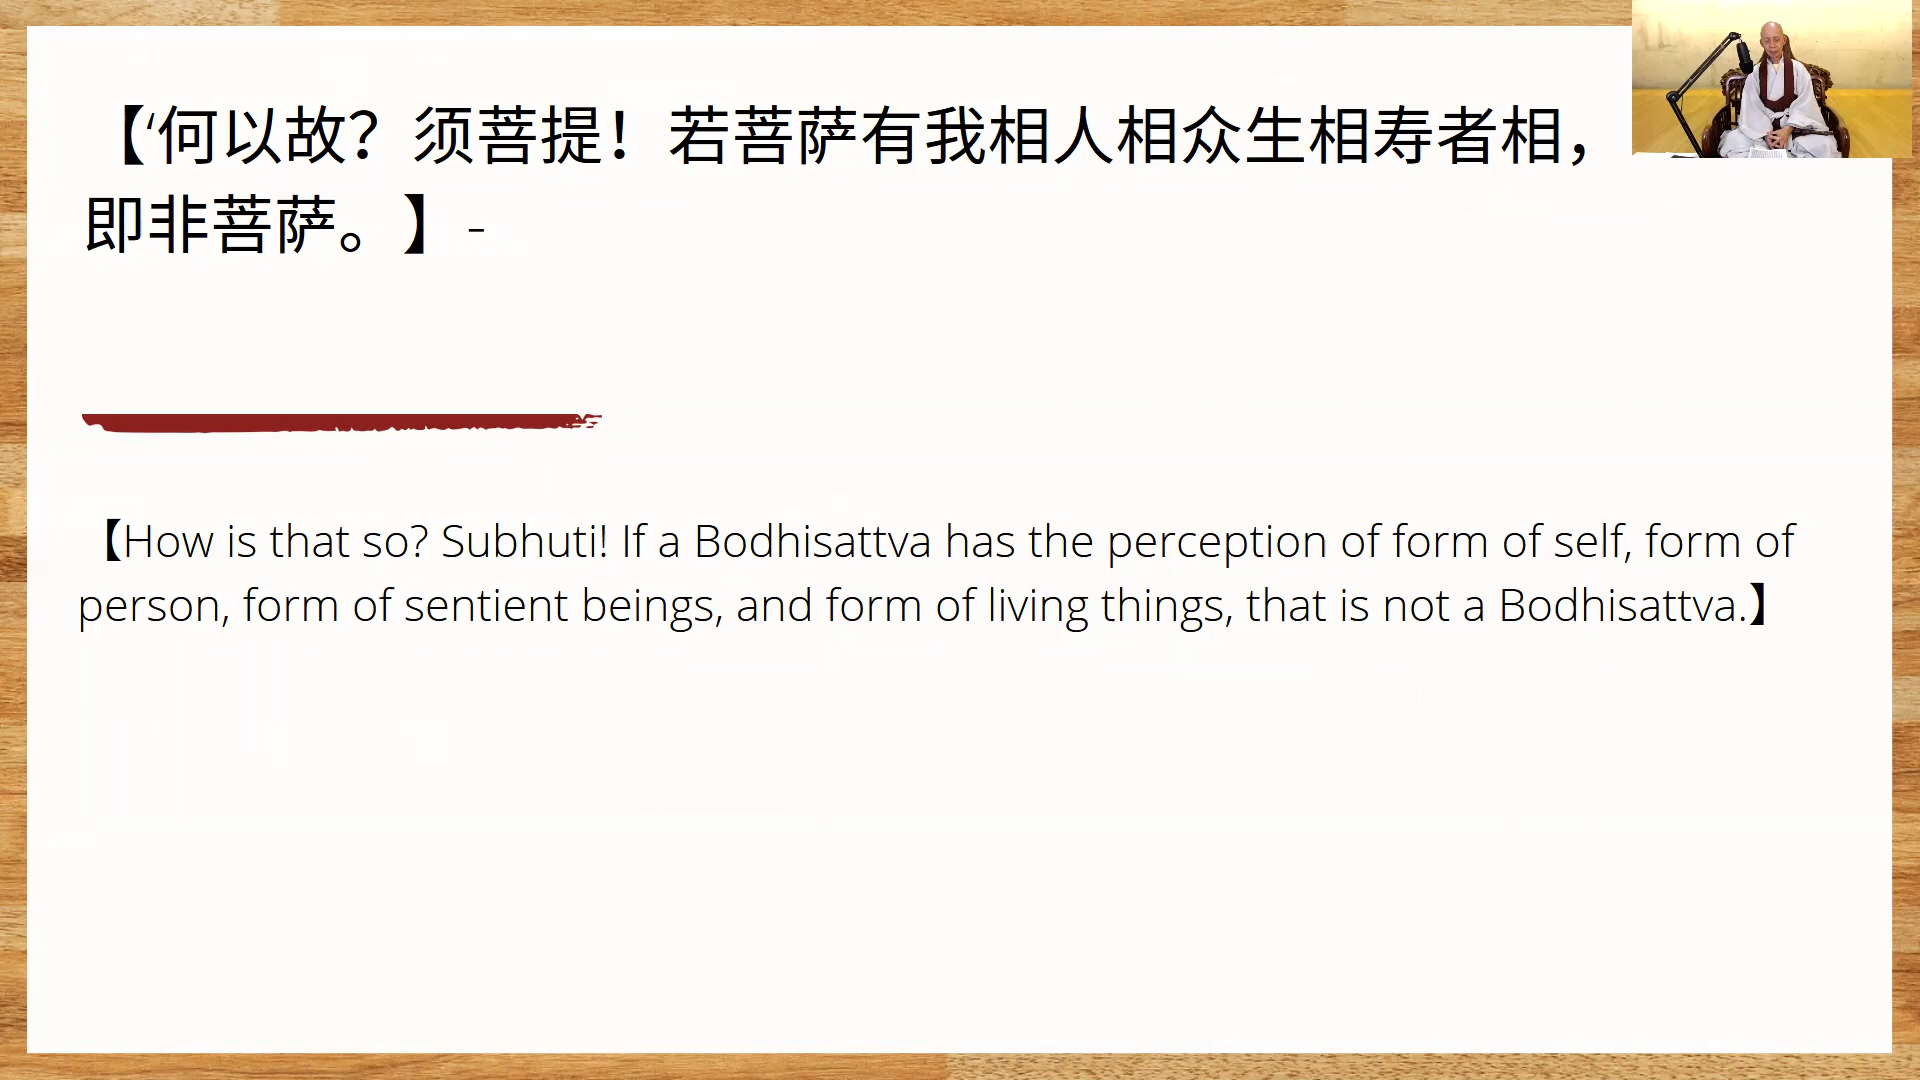 【‘何以故？须菩提！若菩萨有我相人相众生相寿者相，
即非菩萨。】 -
【How is that so? Subhuti! If a Bodhisattva has the perception of form of self, form of
person, form of sentient beings, and form of living things, that is not a Bodhisattva.】